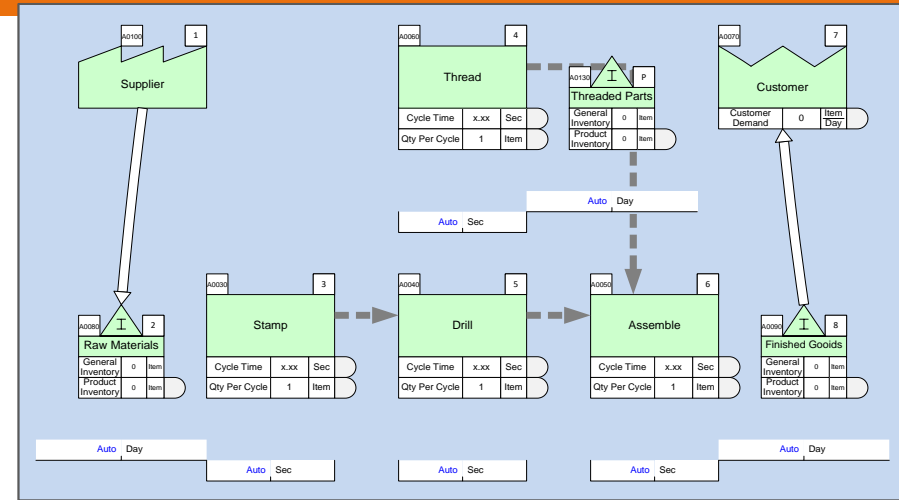 A0100 1
Supplier
A0060 4
Thread
Cycle Time x.xx Sec
Qty Per Cycle 1 Item
A0130 I P
Threaded Parts
General Inventory 0 Item
Product Inventory 0 Item
A0070 7
Customer
Customer Demand 0 Item Day
Auto Day
Auto Sec
A0080 I 2
Raw Materials
General Inventory 0 Item
Product Inventory 0 Item
A0030 3
Stamp
Cycle Time x.xx Sec
Qty Per Cycle 1 Item
A0040 5
Drill
Cycle Time x.xx Sec
Qty Per Cycle 1 Item
A0050 6
Assemble
Cycle Time x.xx Sec
Qty Per Cycle 1 Item
A0090 I 8
Finished Gooids
General Inventory 0 Item
Product Inventory 0 Item
Auto Day
Auto Sec
Auto Sec
Auto Sec
Auto Day